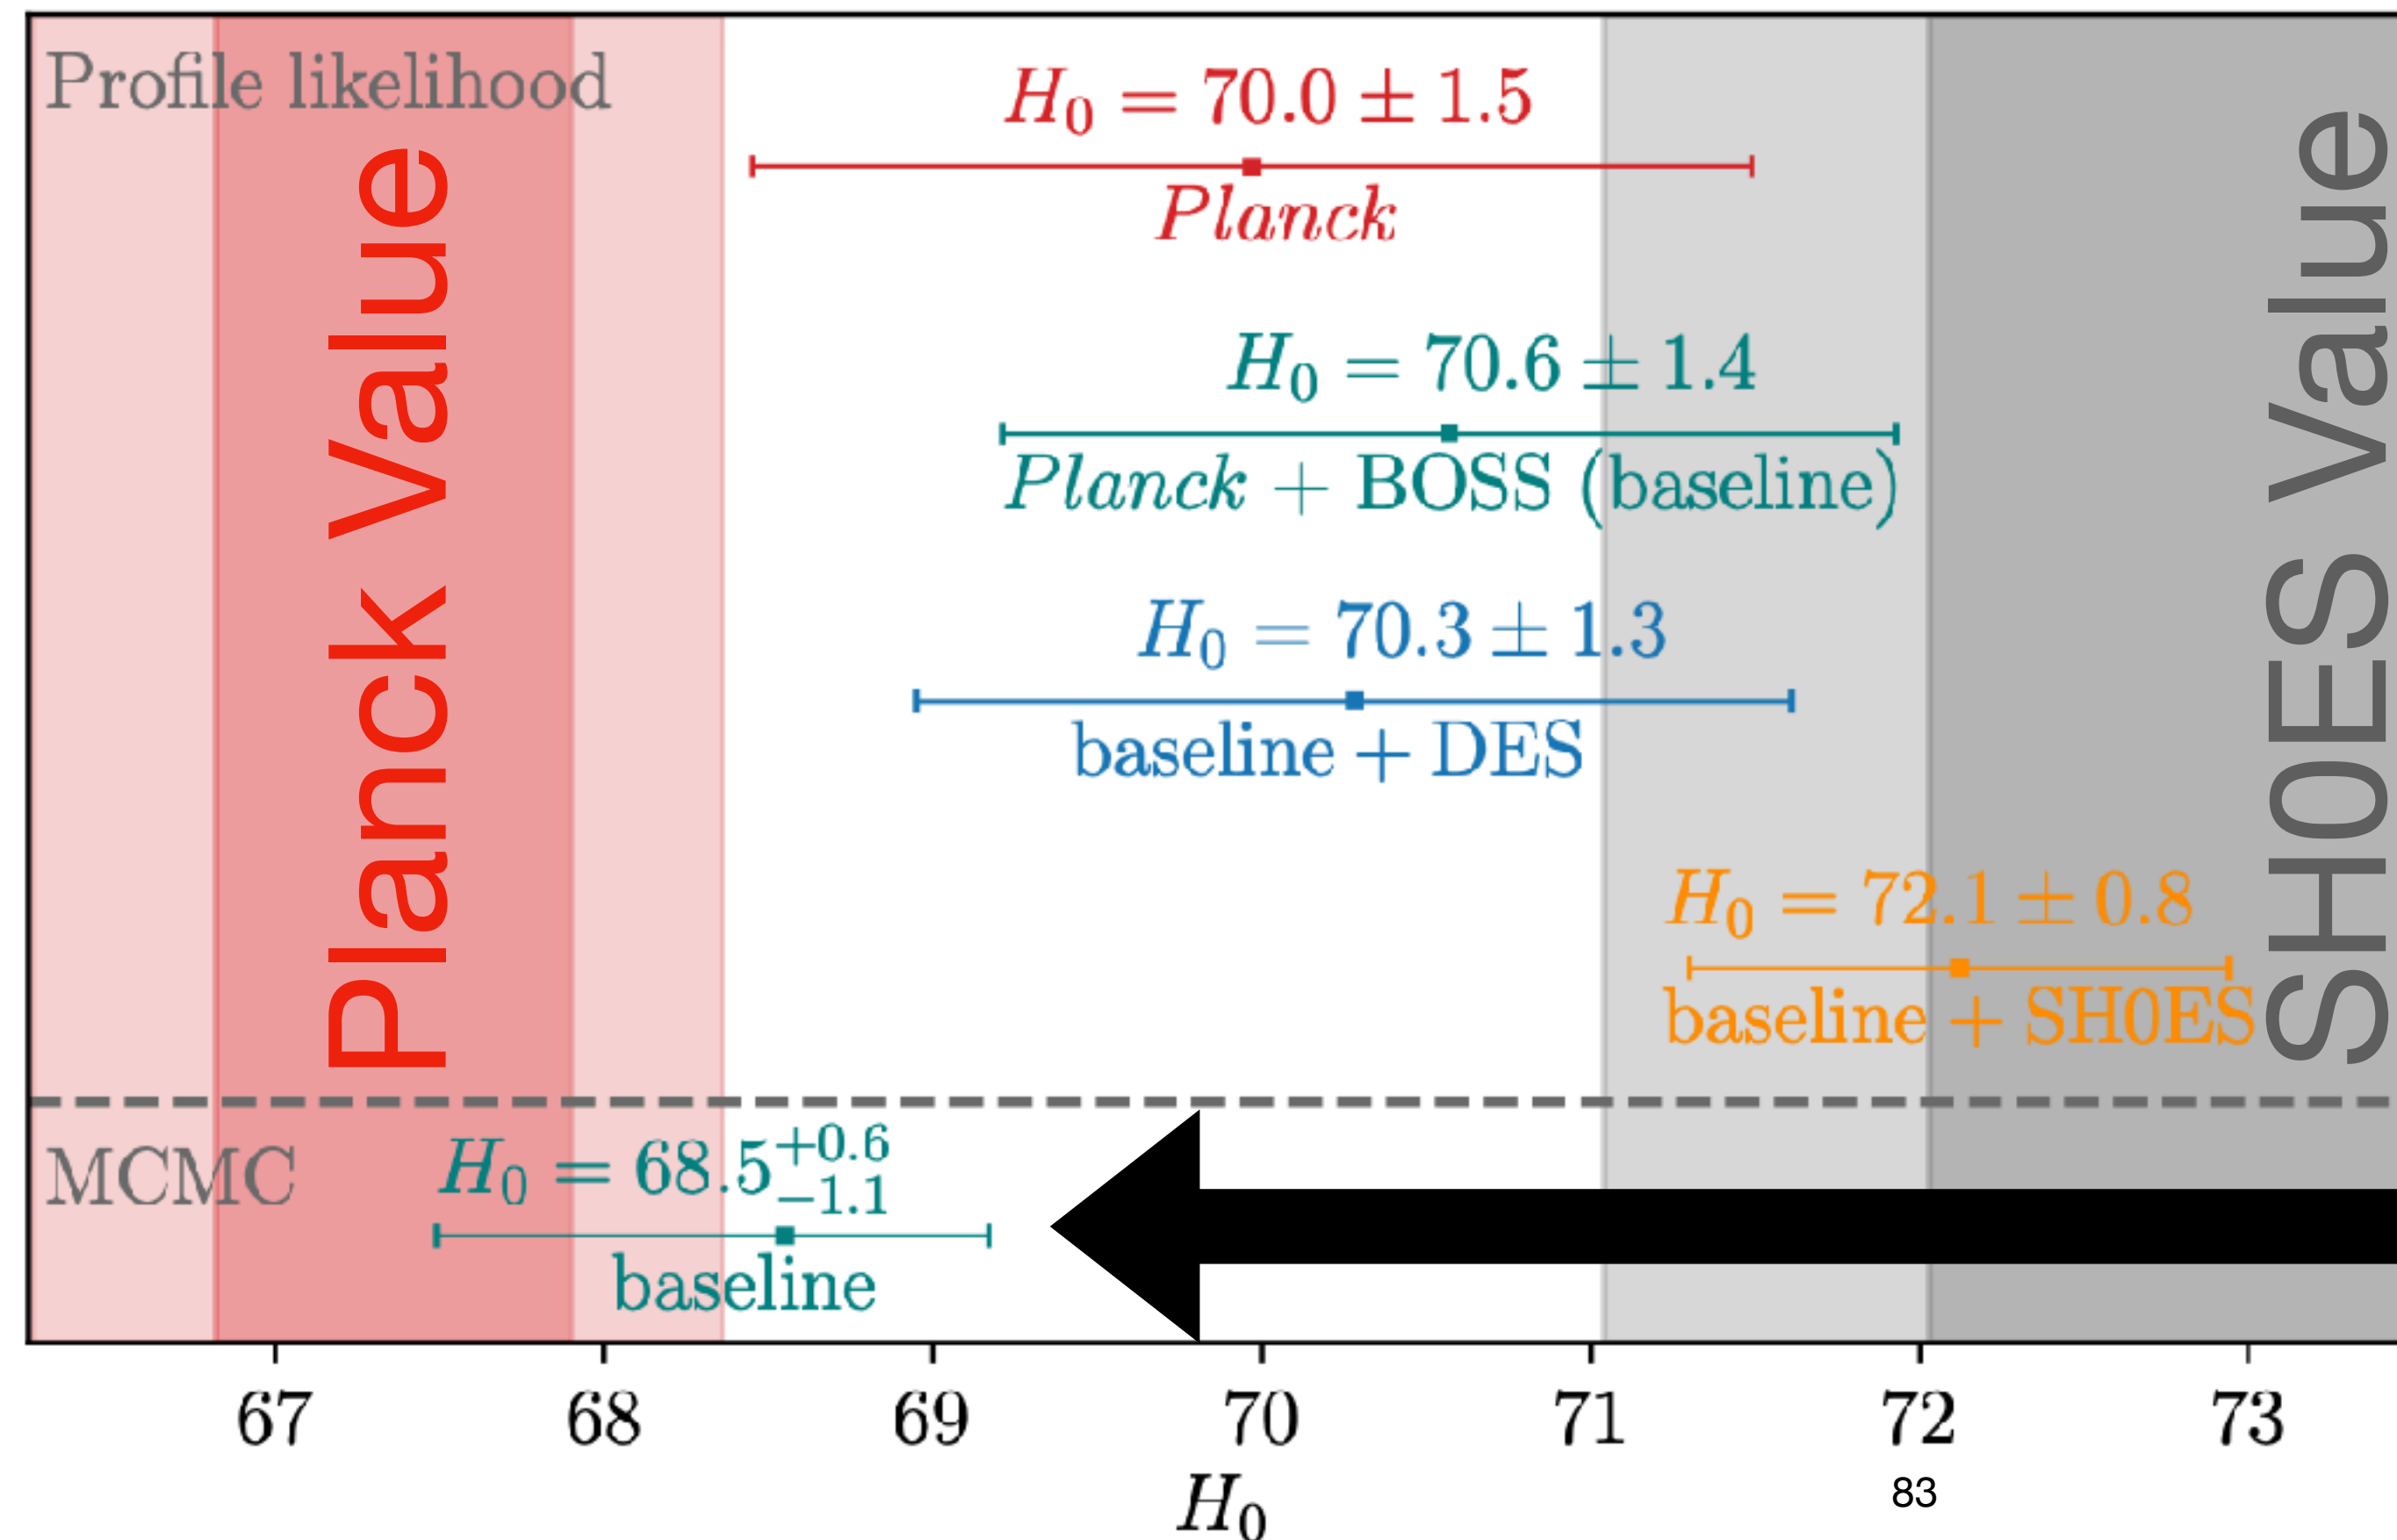 Profile likelihood
Planck Value
H₀ = 70.0 ± 1.5
Planck
H₀ = 70.6 ± 1.4
Planck + BOSS (baseline)
H₀ = 70.3 ± 1.3
baseline + DES
H₀ = 72.1 ± 0.8
baseline + SH0ES
SH0ES Value
MCMC
H₀ = 68.5 +0.6 −1.1
baseline
67 68 69 70 71 72 73
H₀
83